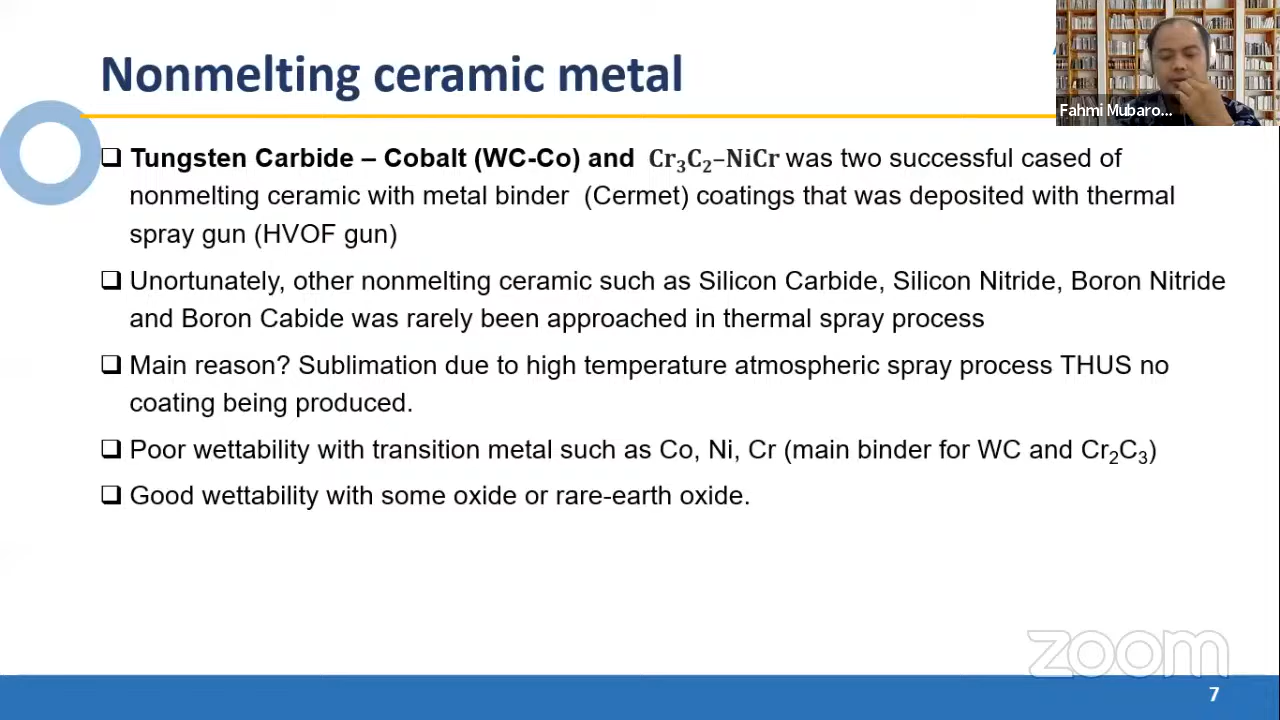 Nonmelting ceramic metal
Fahmi Mubaro...
❑ Tungsten Carbide – Cobalt (WC-Co) and Cr₃C₂–NiCr was two successful cased of
nonmelting ceramic with metal binder (Cermet) coatings that was deposited with thermal
spray gun (HVOF gun)
❑ Unortunately, other nonmelting ceramic such as Silicon Carbide, Silicon Nitride, Boron Nitride
and Boron Cabide was rarely been approached in thermal spray process
❑ Main reason? Sublimation due to high temperature atmospheric spray process THUS no
coating being produced.
❑ Poor wettability with transition metal such as Co, Ni, Cr (main binder for WC and Cr₂C₃)
❑ Good wettability with some oxide or rare-earth oxide.
zoom
7